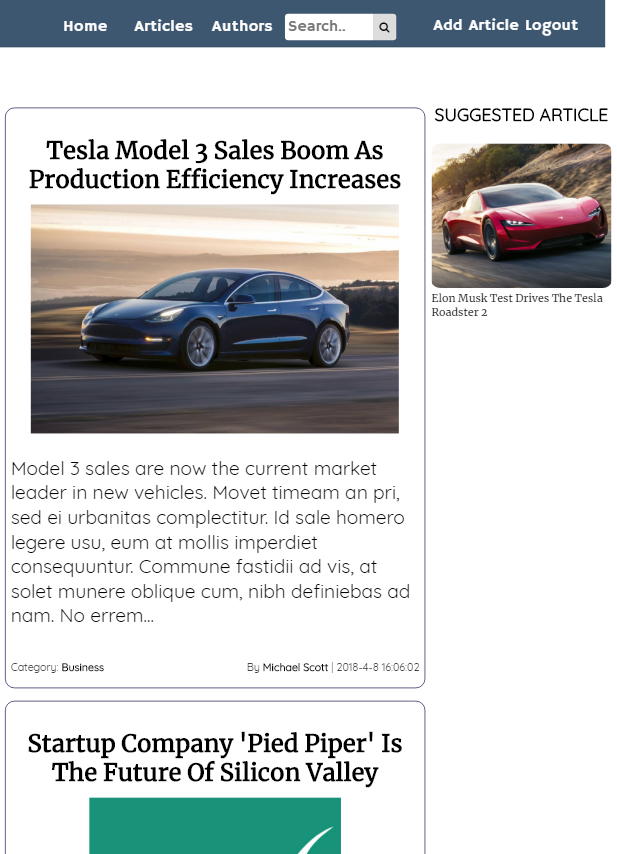 Home Articles Authors Search.. Add Article Logout
SUGGESTED ARTICLE
Tesla Model 3 Sales Boom As
Production Efficiency Increases
Elon Musk Test Drives The Tesla
Roadster 2
Model 3 sales are now the current market
leader in new vehicles. Movet timeam an pri,
sed ei urbanitas complectitur. Id sale homero
legere usu, eum at mollis imperdiet
consequuntur. Commune fastidii ad vis, at
solet munere oblique cum, nibh definiebas ad
nam. No errem...
Category: Business By Michael Scott | 2018-4-8 16:06:02
Startup Company 'Pied Piper' Is
The Future Of Silicon Valley